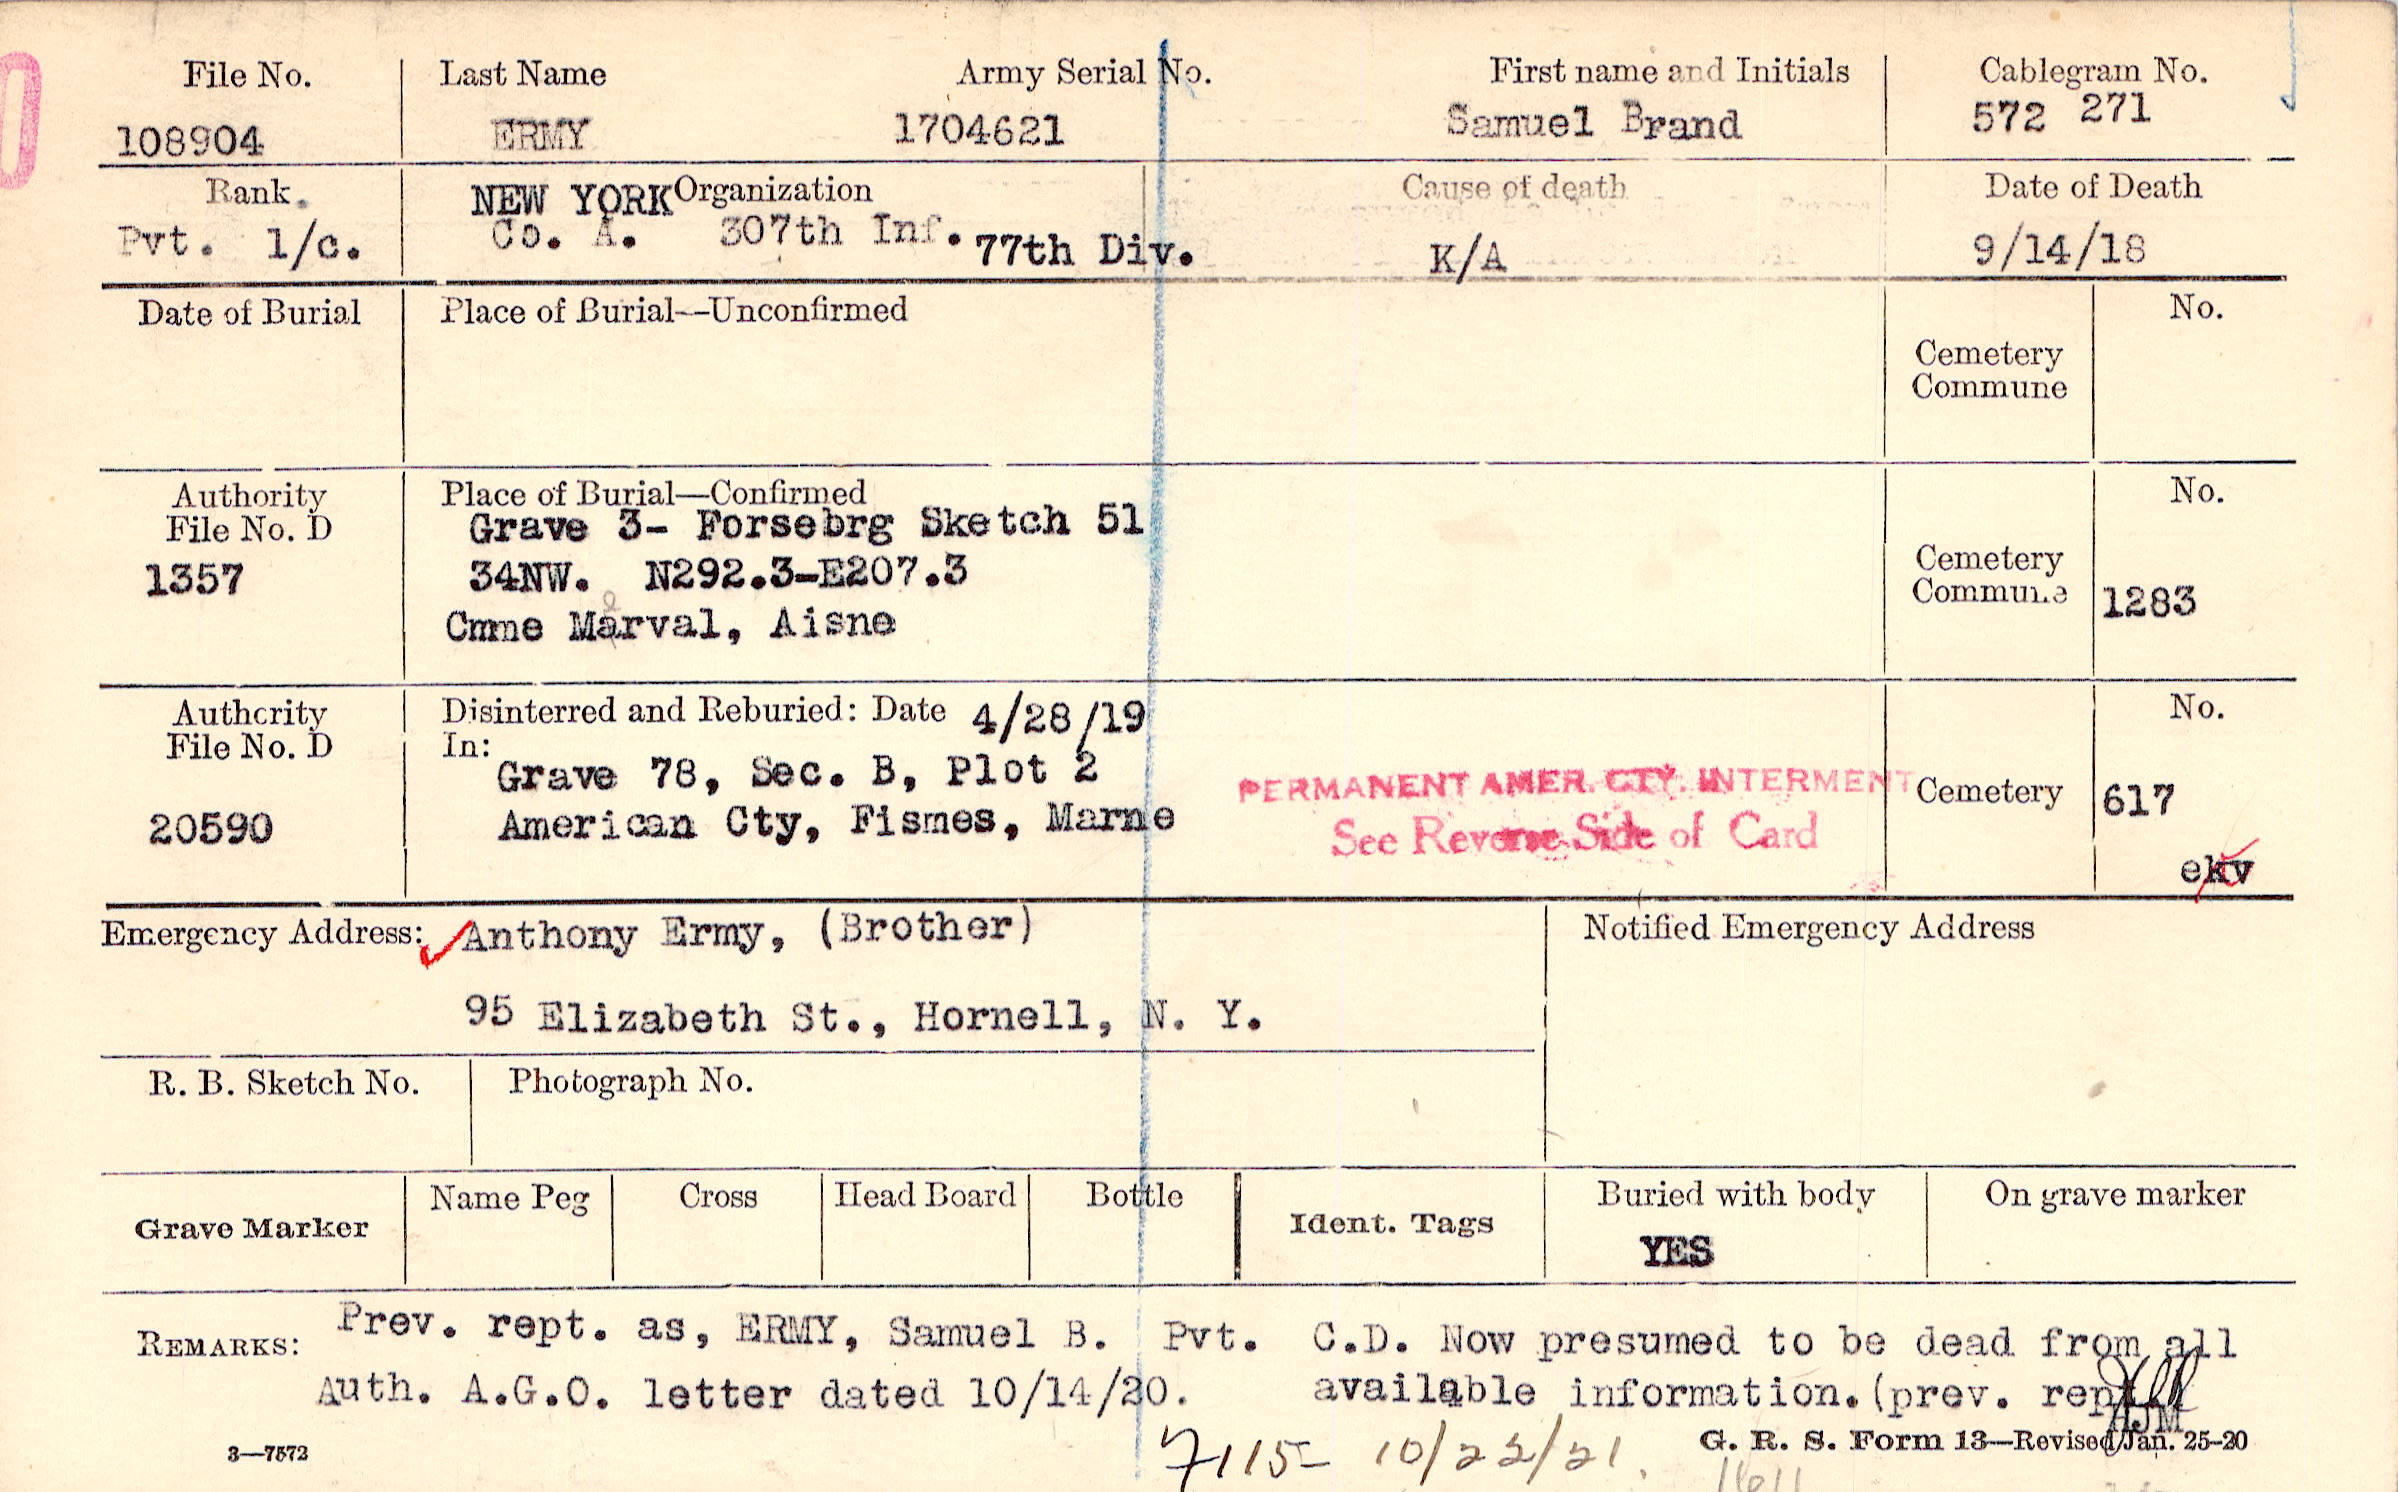 File No.
108904
Last Name
ERMY
Army Serial No.
1704621
First name and Initials
Samuel Brand
Cablegram No.
572 271
Rank.
Pvt. 1/c.
NEW YORK Organization
Co. A. 307th Inf. 77th Div.
Cause of death
K/A
Date of Death
9/14/18
Date of Burial
Place of Burial—Unconfirmed
Cemetery
Commune
No.
Authority
File No. D
1357
Place of Burial—Confirmed
Grave 3- Forsebrg Sketch 51
34NW. N292.3-E207.3
e
Cmne Marval, Aisne
Cemetery
Commune
No.
1283
Authority
File No. D
20590
Disinterred and Reburied: Date 4/28/19
In:
Grave 78, Sec. B, Plot 2
American Cty, Fismes, Marne
PERMANENT AMER. CTY. INTERMENT
See Reverse Side of Card
Cemetery
No.
617
ekv
Emergency Address: Anthony Ermy, (Brother)
95 Elizabeth St., Hornell, N. Y.
Notified Emergency Address
R. B. Sketch No.
Photograph No.
Grave Marker
Name Peg
Cross
Head Board
Bottle
Ident. Tags
Buried with body
YES
On grave marker
REMARKS: Prev. rept. as, ERMY, Samuel B. Pvt. C.D. Now presumed to be dead from all
Auth. A.G.O. letter dated 10/14/20. available information. (prev.
HJM
7115- 10/22/21.
3—7572
G. R. S. Form 13—Revised Jan. 25-20
1611